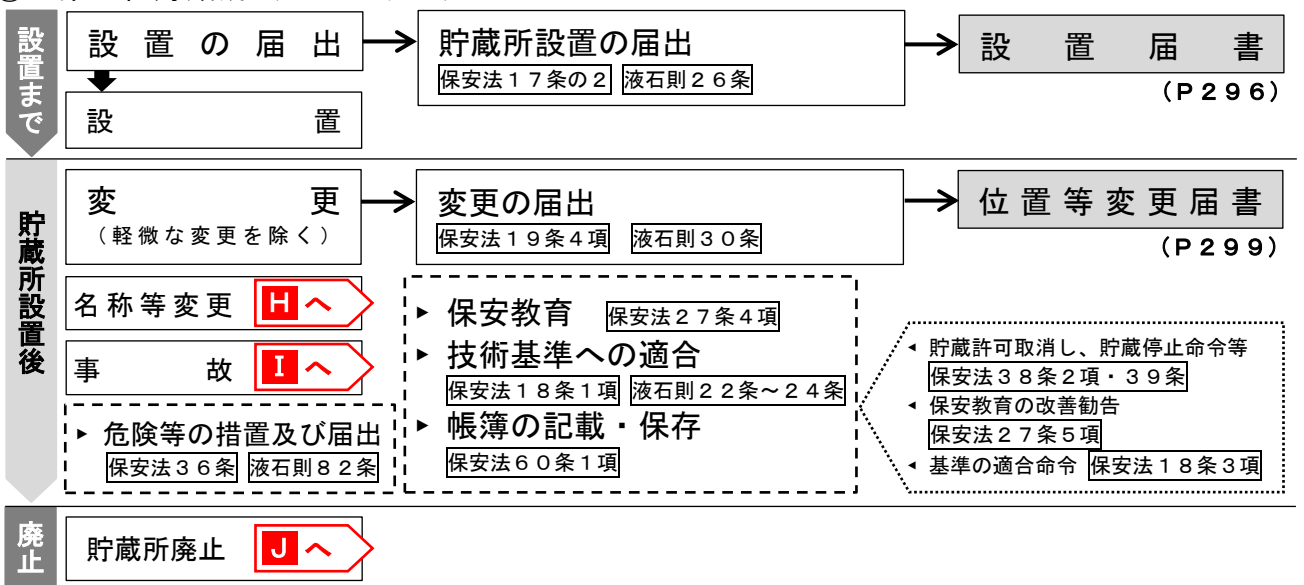 設置まで
設置の届出
貯蔵所設置の届出
保安法17条の2 液石則26条
設置届書
(P296)
設置
貯蔵所設置後
変更
(軽微な変更を除く)
変更の届出
保安法19条4項 液石則30条
位置等変更届書
(P299)
名称等変更 Hへ
事故 Iへ
▸ 危険等の措置及び届出
保安法36条 液石則82条
▸ 保安教育 保安法27条4項
▸ 技術基準への適合
保安法18条1項 液石則22条~24条
▸ 帳簿の記載・保存
保安法60条1項
◂ 貯蔵許可取消し、貯蔵停止命令等
保安法38条2項・39条
◂ 保安教育の改善勧告
保安法27条5項
◂ 基準の適合命令 保安法18条3項
廃止
貯蔵所廃止 Jへ